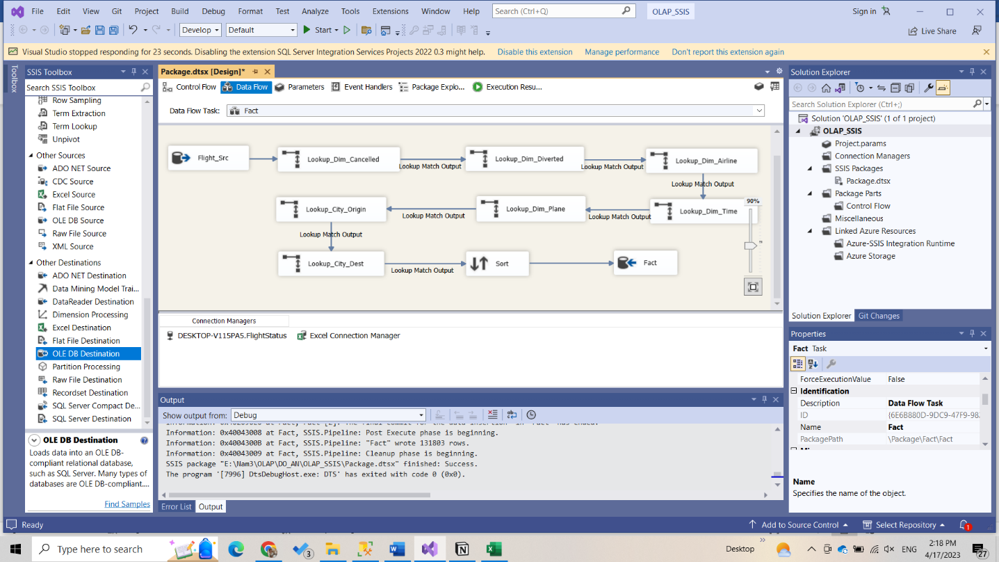 File Edit View Git Project Build Debug Format Test Analyze Tools Extensions Window Help Search (Ctrl+Q) OLAP_SSIS Sign in
Develop Default Start Live Share
Visual Studio stopped responding for 23 seconds. Disabling the extension SQL Server Integration Services Projects 2022 0.3 might help. Disable this extension Manage performance Don't report this extension again
Toolbox
SSIS Toolbox
Search SSIS Toolbox
Row Sampling
Term Extraction
Term Lookup
Unpivot
Other Sources
ADO NET Source
CDC Source
Excel Source
Flat File Source
OLE DB Source
Raw File Source
XML Source
Other Destinations
ADO NET Destination
Data Mining Model Trai...
DataReader Destination
Dimension Processing
Excel Destination
Flat File Destination
OLE DB Destination
Partition Processing
Raw File Destination
Recordset Destination
SQL Server Compact De...
SQL Server Destination
OLE DB Destination
Loads data into an OLE DB-
compliant relational database,
such as SQL Server. Many types of
databases are OLE DB-compliant....
Find Samples
Package.dtsx [Design]*
Control Flow Data Flow Parameters Event Handlers Package Explo... Execution Resu...
Data Flow Task: Fact
Flight_Src Lookup_Dim_Cancelled Lookup_Dim_Diverted Lookup_Dim_Airline
Lookup Match Output Lookup Match Output
Lookup Match Output
Lookup_City_Origin Lookup_Dim_Plane Lookup_Dim_Time
Lookup Match Output Lookup Match Output
Lookup Match Output
Lookup_City_Dest Sort Fact
Lookup Match Output
90%
Connection Managers
DESKTOP-V115PA5.FlightStatus Excel Connection Manager
Output
Show output from: Debug
Information: 0x40043008 at Fact, SSIS.Pipeline: Post Execute phase is beginning.
Information: 0x4004300B at Fact, SSIS.Pipeline: "Fact" wrote 131803 rows.
Information: 0x40043009 at Fact, SSIS.Pipeline: Cleanup phase is beginning.
SSIS package "E:\Nam3\OLAP\DO_AN\OLAP_SSIS\Package.dtsx" finished: Success.
The program '[7996] DtsDebugHost.exe: DTS' has exited with code 0 (0x0).
Error List Output
Solution Explorer
Search Solution Explorer (Ctrl+;)
Solution 'OLAP_SSIS' (1 of 1 project)
OLAP_SSIS
Project.params
Connection Managers
SSIS Packages
Package.dtsx
Package Parts
Control Flow
Miscellaneous
Linked Azure Resources
Azure-SSIS Integration Runtime
Azure Storage
Solution Explorer Git Changes
Properties
Fact Task
ForceExecutionValue False
Identification
Description Data Flow Task
ID {6E6B880D-9DC9-47F9-98
Name Fact
PackagePath \Package\Fact\Fact
Name
Specifies the name of the object.
Ready Add to Source Control Select Repository 1
Type here to search 3 Desktop ENG 2:18 PM
4/17/2023 27